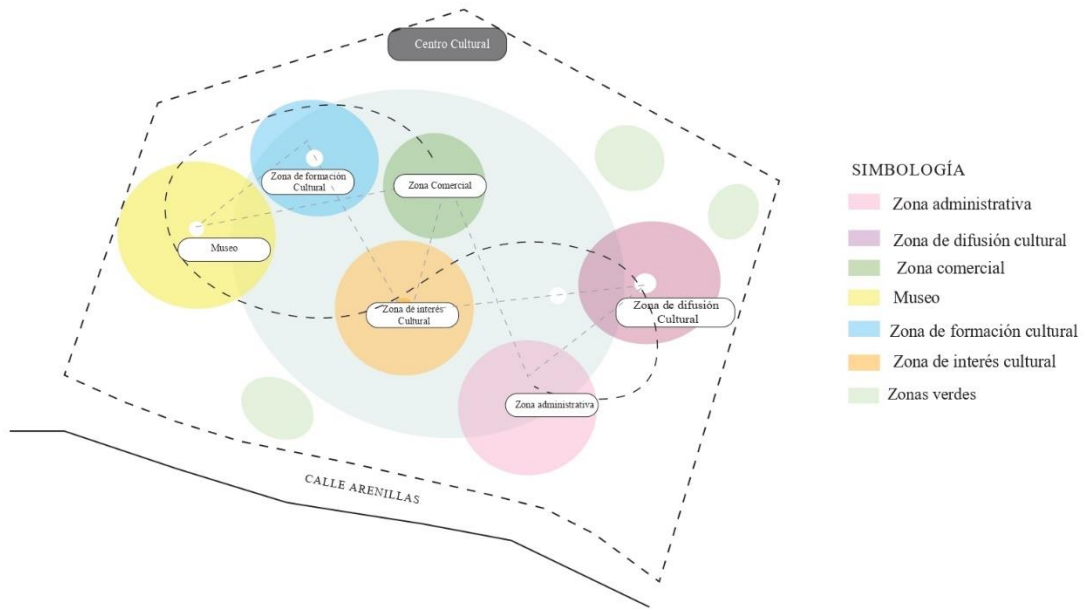 Centro Cultural
Zona de formación
Cultural
Zona Comercial
Museo
Zona de interés
Cultural
Zona de difusión
Cultural
Zona administrativa
CALLE ARENILLAS
SIMBOLOGÍA
Zona administrativa
Zona de difusión cultural
Zona comercial
Museo
Zona de formación cultural
Zona de interés cultural
Zonas verdes